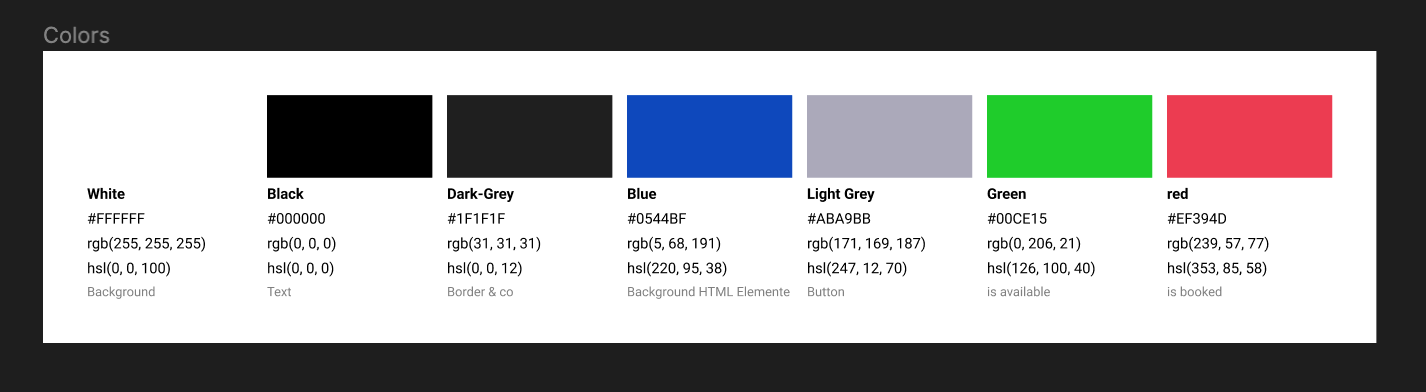 Colors
White
#FFFFFF
rgb(255, 255, 255)
hsl(0, 0, 100)
Background
Black
#000000
rgb(0, 0, 0)
hsl(0, 0, 0)
Text
Dark-Grey
#1F1F1F
rgb(31, 31, 31)
hsl(0, 0, 12)
Border & co
Blue
#0544BF
rgb(5, 68, 191)
hsl(220, 95, 38)
Background HTML Elemente
Light Grey
#ABA9BB
rgb(171, 169, 187)
hsl(247, 12, 70)
Button
Green
#00CE15
rgb(0, 206, 21)
hsl(126, 100, 40)
is available
red
#EF394D
rgb(239, 57, 77)
hsl(353, 85, 58)
is booked